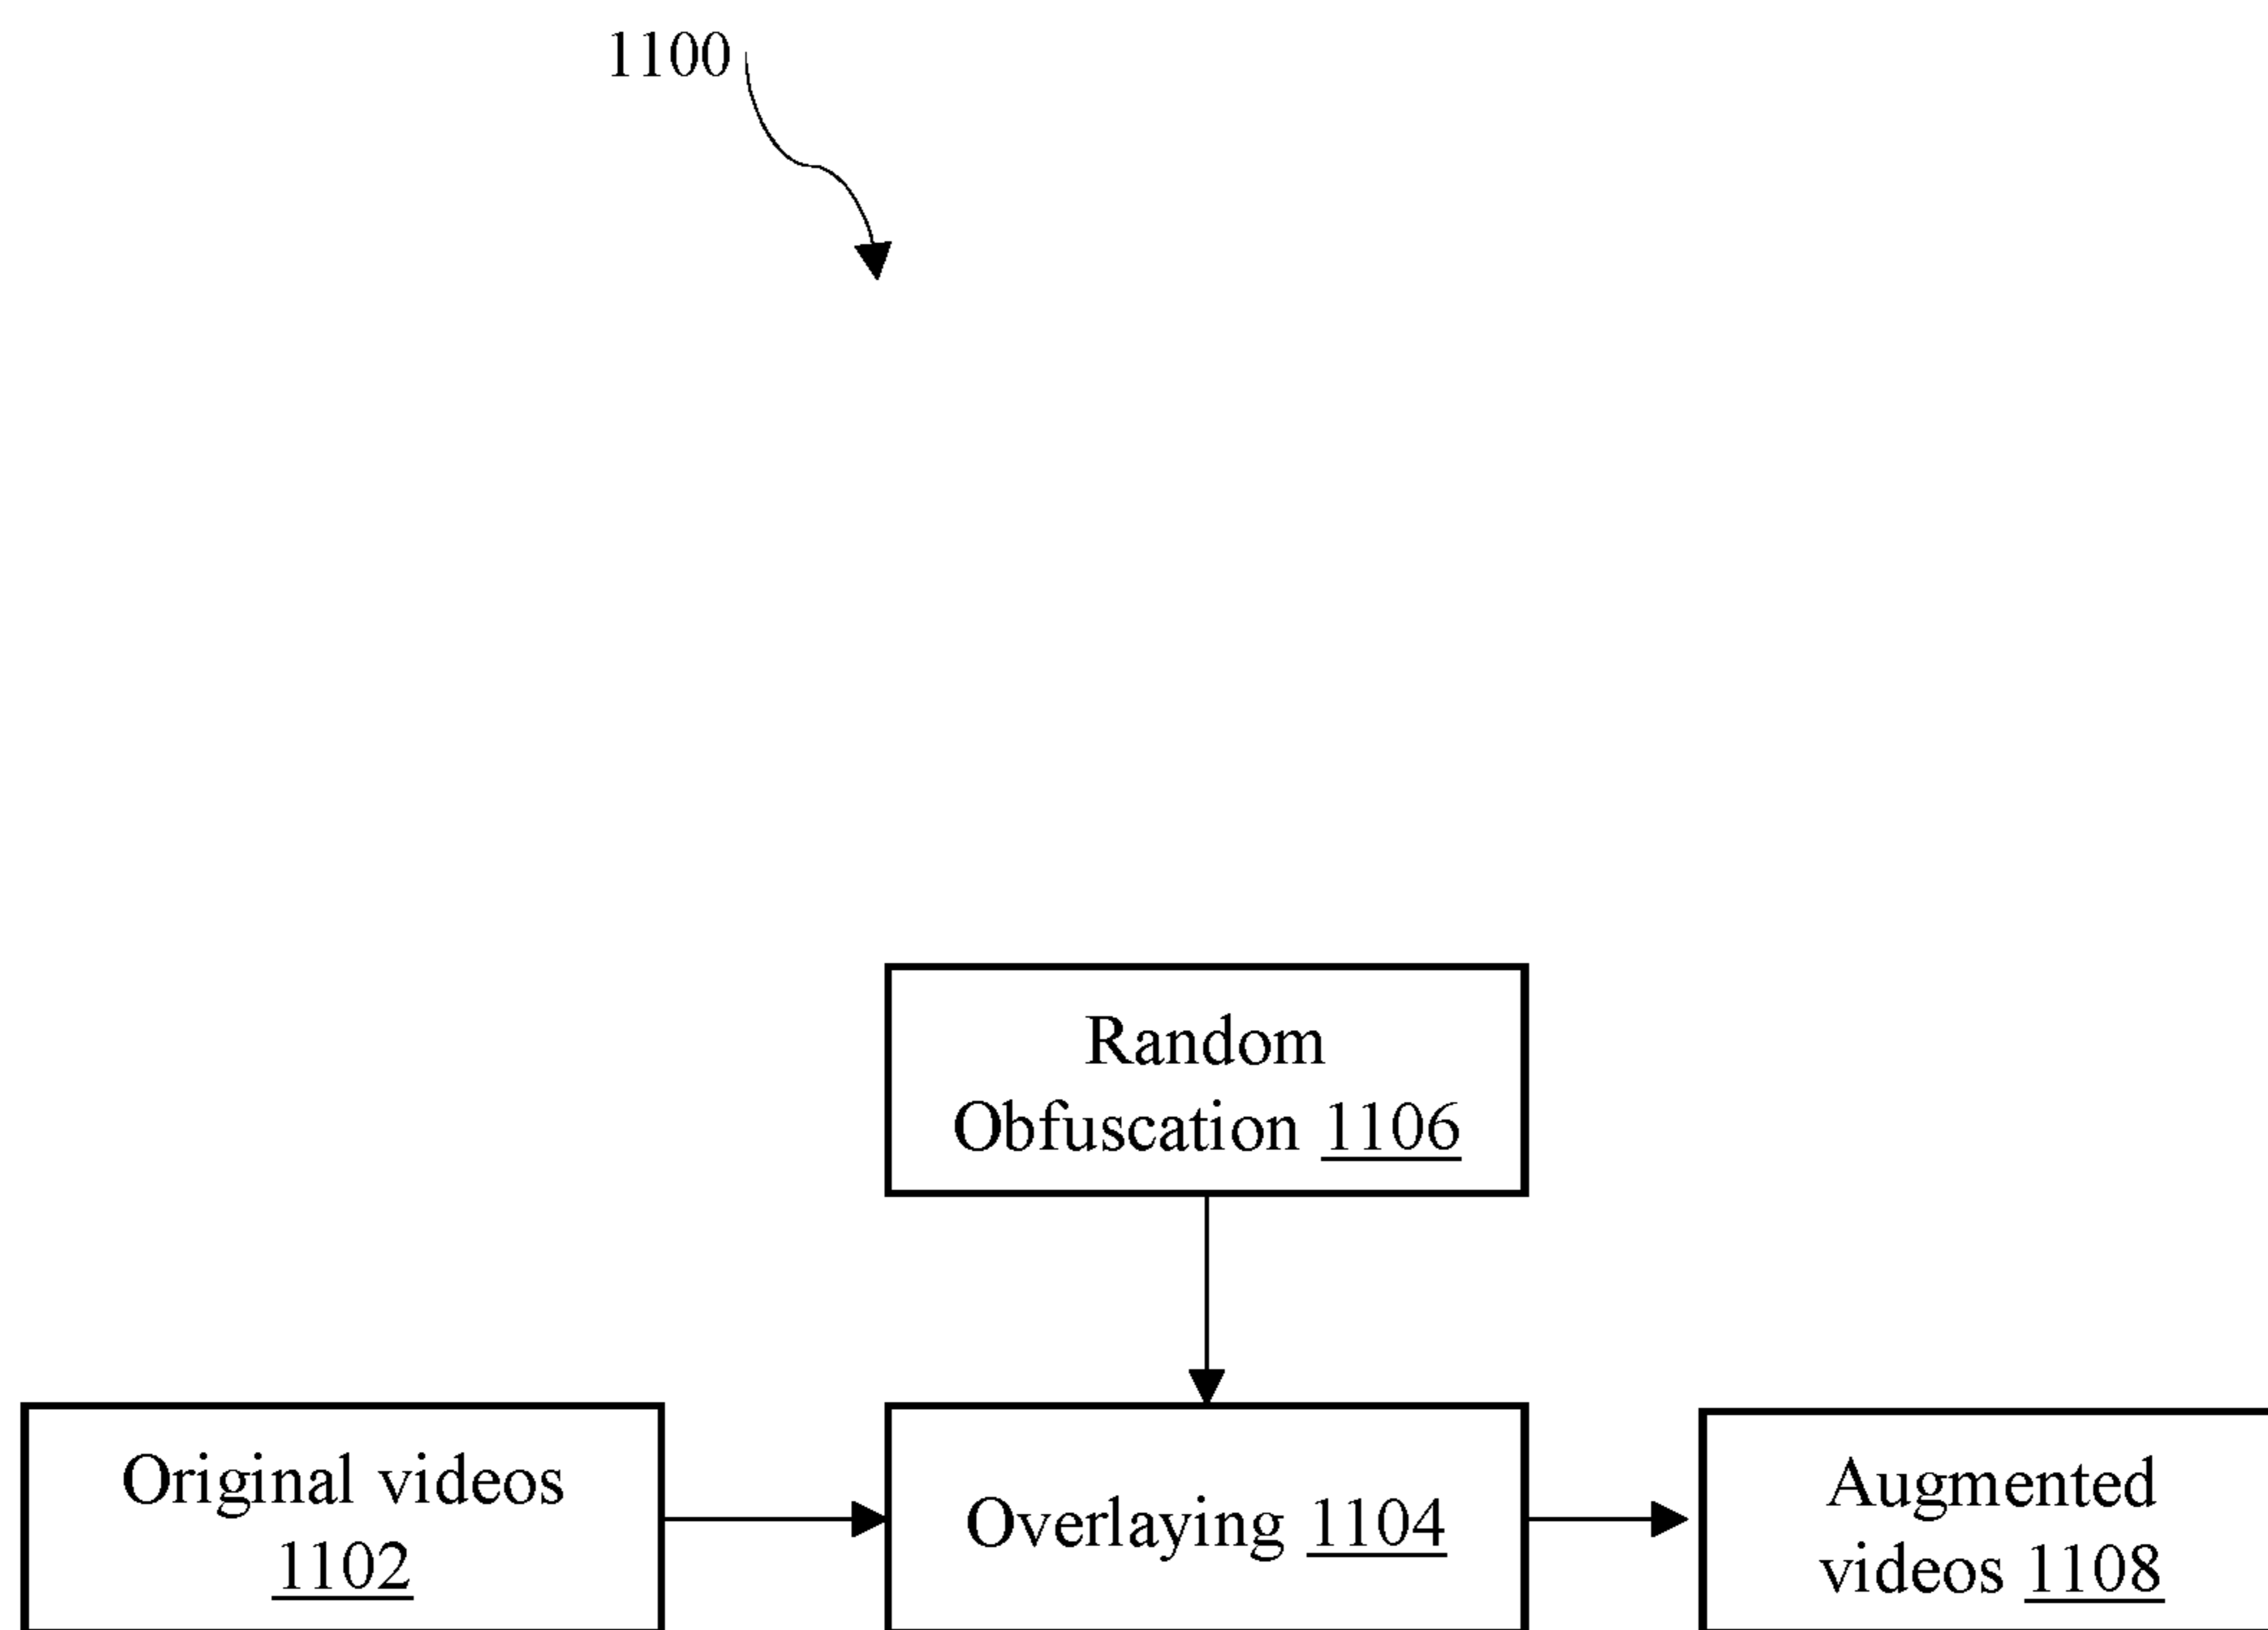 1100
Random
Obfuscation 1106
Original videos
1102
Overlaying 1104
Augmented
videos 1108